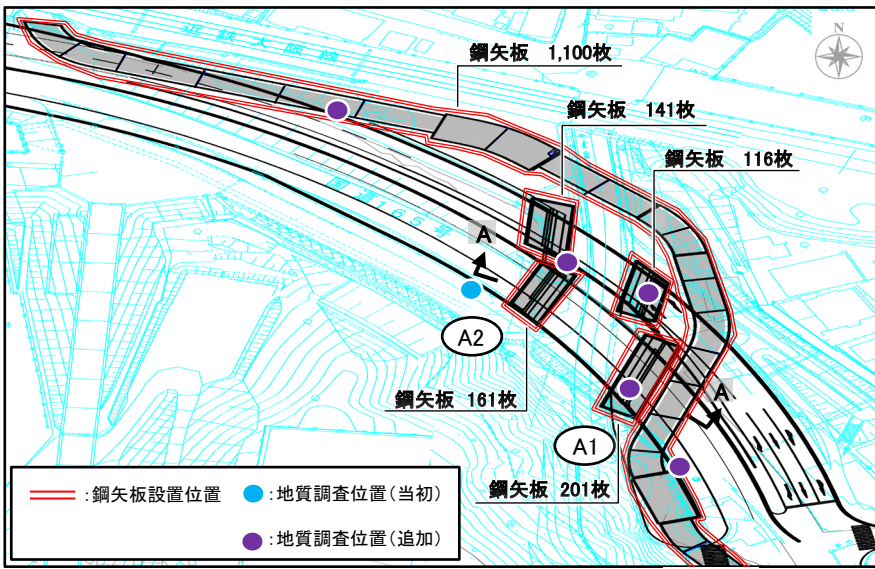 近鉄大阪線
N
鋼矢板 1,100枚
鋼矢板 141枚
鋼矢板 116枚
国道165号
A
A2
鋼矢板 161枚
A
A1
鋼矢板 201枚
:鋼矢板設置位置
:地質調査位置(当初)
:地質調査位置(追加)